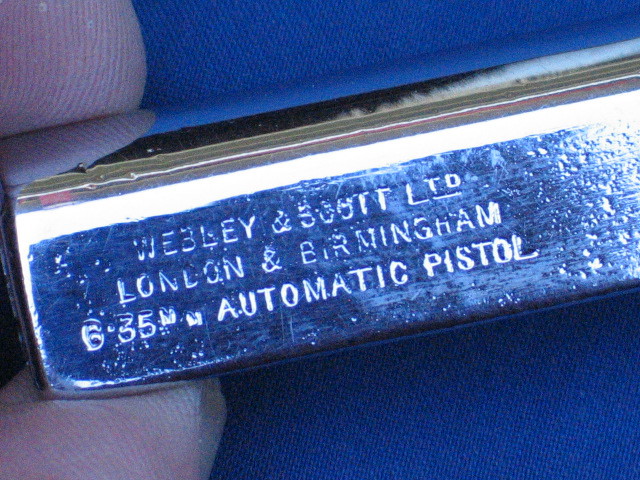 WEBLEY & SCOTT LTD
LONDON & BIRMINGHAM
6·35MM AUTOMATIC PISTOL